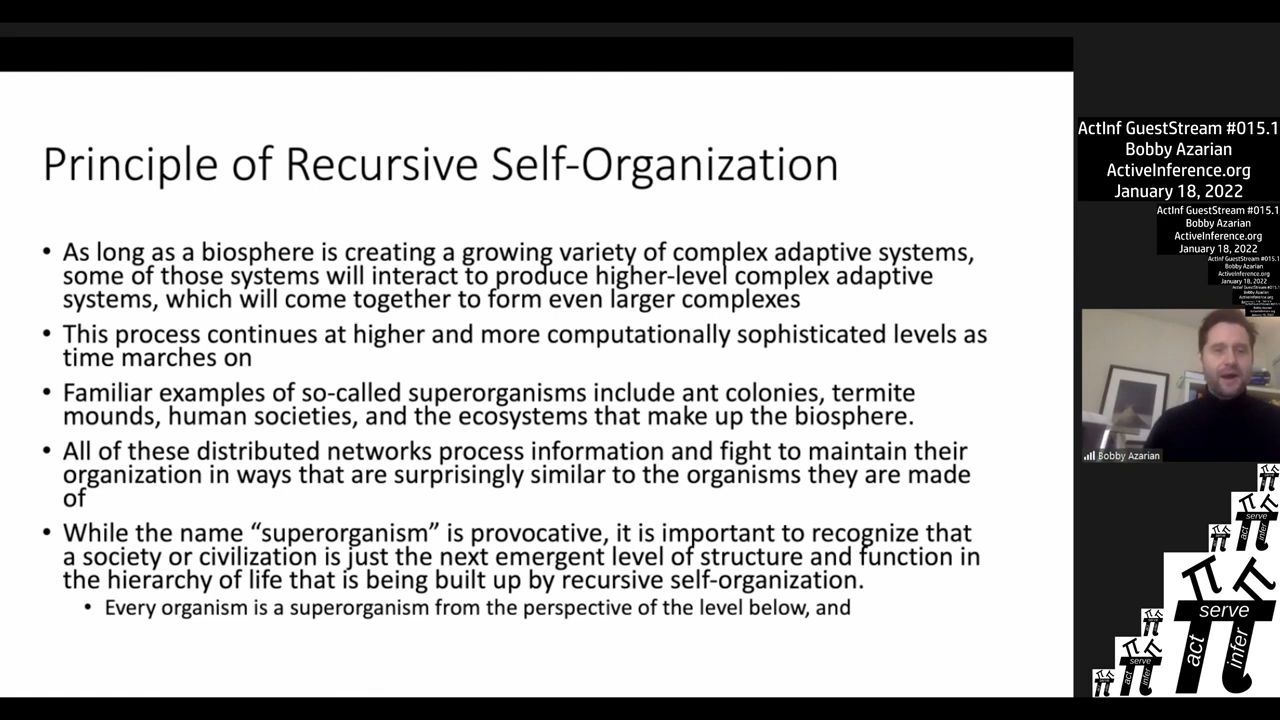 Principle of Recursive Self-Organization
• As long as a biosphere is creating a growing variety of complex adaptive systems,
some of those systems will interact to produce higher-level complex adaptive
systems, which will come together to form even larger complexes
• This process continues at higher and more computationally sophisticated levels as
time marches on
• Familiar examples of so-called superorganisms include ant colonies, termite
mounds, human societies, and the ecosystems that make up the biosphere.
• All of these distributed networks process information and fight to maintain their
organization in ways that are surprisingly similar to the organisms they are made
of
• While the name “superorganism” is provocative, it is important to recognize that
a society or civilization is just the next emergent level of structure and function in
the hierarchy of life that is being built up by recursive self-organization.
• Every organism is a superorganism from the perspective of the level below, and
ActInf GuestStream #015.1
Bobby Azarian
ActiveInference.org
January 18, 2022
ActInf GuestStream #015.1
Bobby Azarian
ActiveInference.org
January 18, 2022
ActInf GuestStream #015.1
Bobby Azarian
ActiveInference.org
January 18, 2022
Bobby Azarian
serve
act
infer
serve
act
infer
serve
act